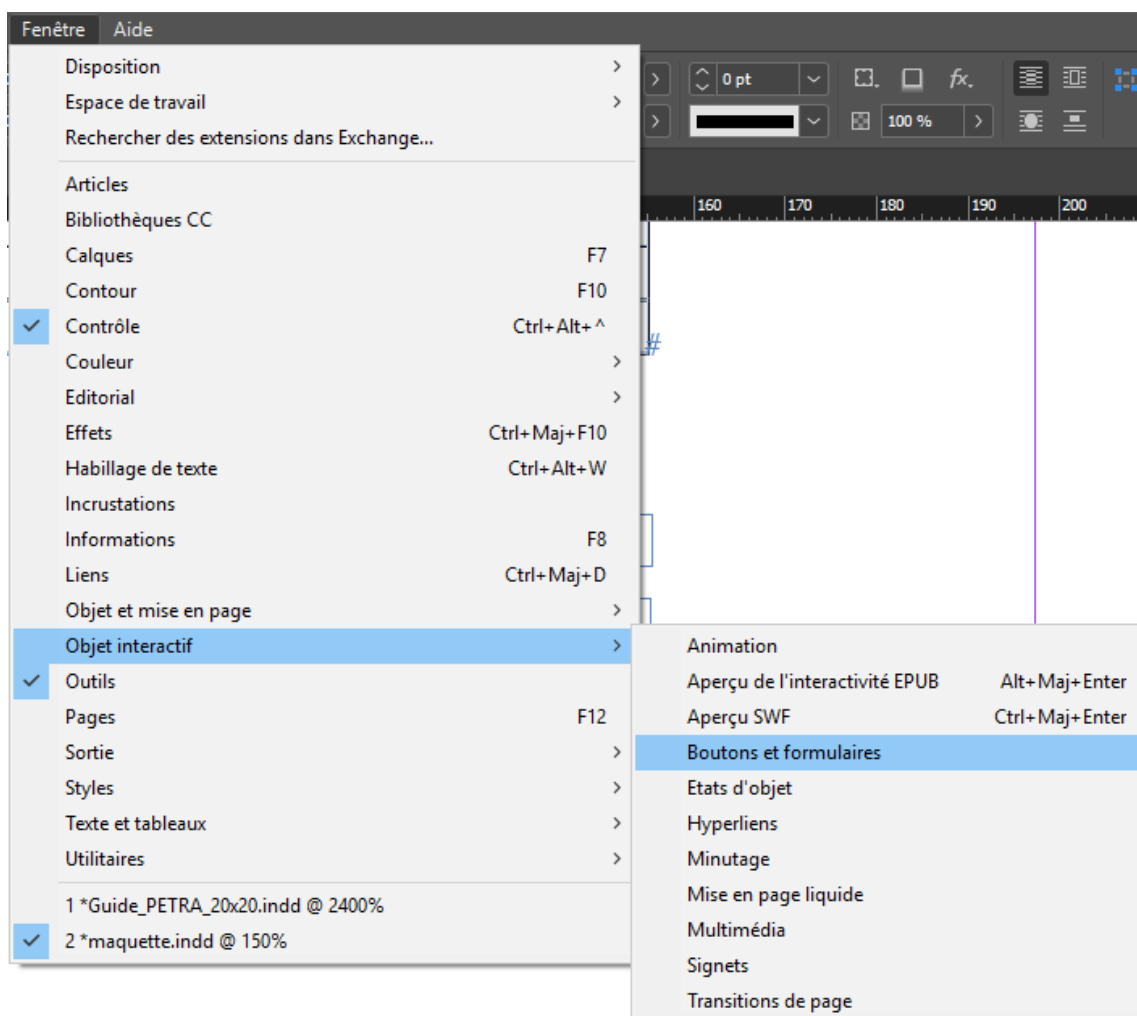 Fenêtre Aide
Disposition
Espace de travail
Rechercher des extensions dans Exchange...
Articles
Bibliothèques CC
Calques F7
Contour F10
Contrôle Ctrl+Alt+^
Couleur
Editorial
Effets Ctrl+Maj+F10
Habillage de texte Ctrl+Alt+W
Incrustations
Informations F8
Liens Ctrl+Maj+D
Objet et mise en page
Objet interactif
Outils
Pages F12
Sortie
Styles
Texte et tableaux
Utilitaires
1 *Guide_PETRA_20x20.indd @ 2400%
2 *maquette.indd @ 150%
0 pt
fx.
100 %
160 170 180 190 200
#
Animation
Aperçu de l'interactivité EPUB Alt+Maj+Enter
Aperçu SWF Ctrl+Maj+Enter
Boutons et formulaires
Etats d'objet
Hyperliens
Minutage
Mise en page liquide
Multimédia
Signets
Transitions de page